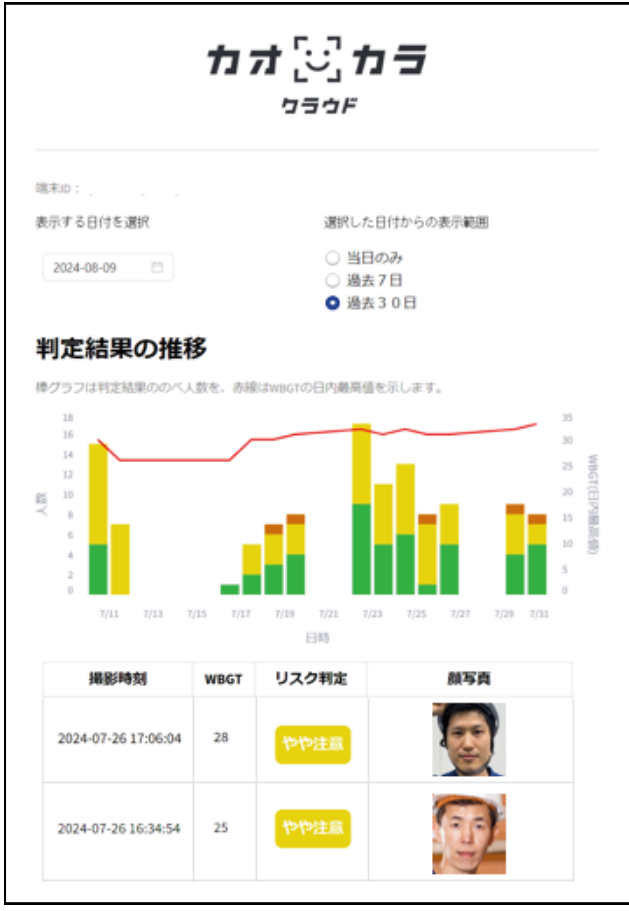 カオカラ
クラウド
端末ID：
表示する日付を選択
選択した日付からの表示範囲
2024-08-09
当日のみ
過去7日
過去30日
判定結果の推移
棒グラフは判定結果ののべ人数を、赤線はWBGTの日内最高値を示します。
18
16
14
12
10
8
6
4
2
0
人数
35
30
25
20
15
10
5
0
WBGT(日内最高値)
7/11 7/13 7/15 7/17 7/19 7/21 7/23 7/25 7/27 7/29 7/31
日時
撮影時刻 WBGT リスク判定 顔写真
2024-07-26 17:06:04 28 やや注意
2024-07-26 16:34:54 25 やや注意